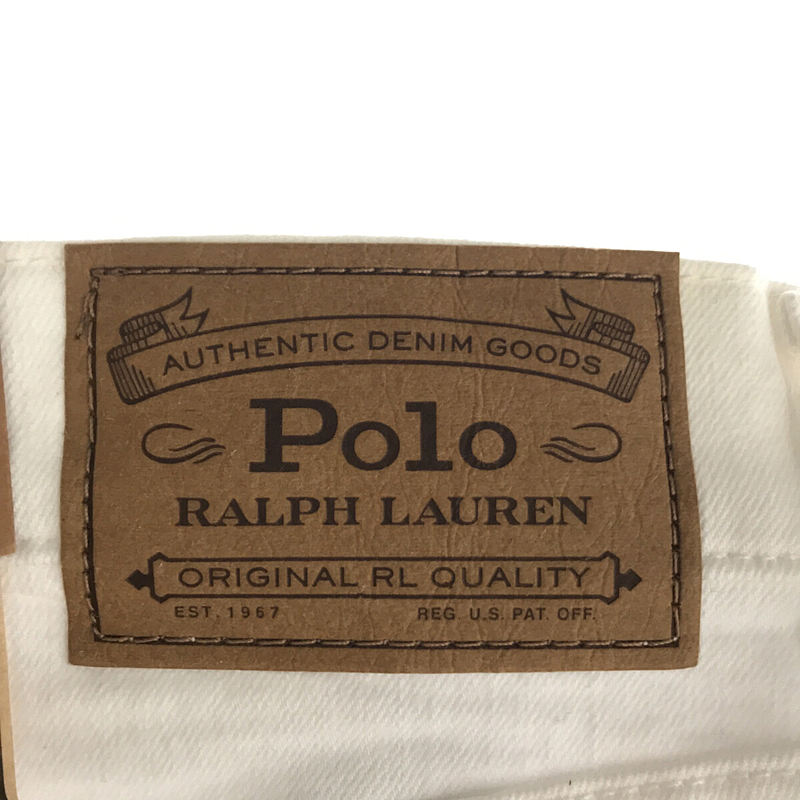 AUTHENTIC DENIM GOODS
Polo
RALPH LAUREN
ORIGINAL RL QUALITY
EST. 1967 REG. U.S. PAT. OFF.